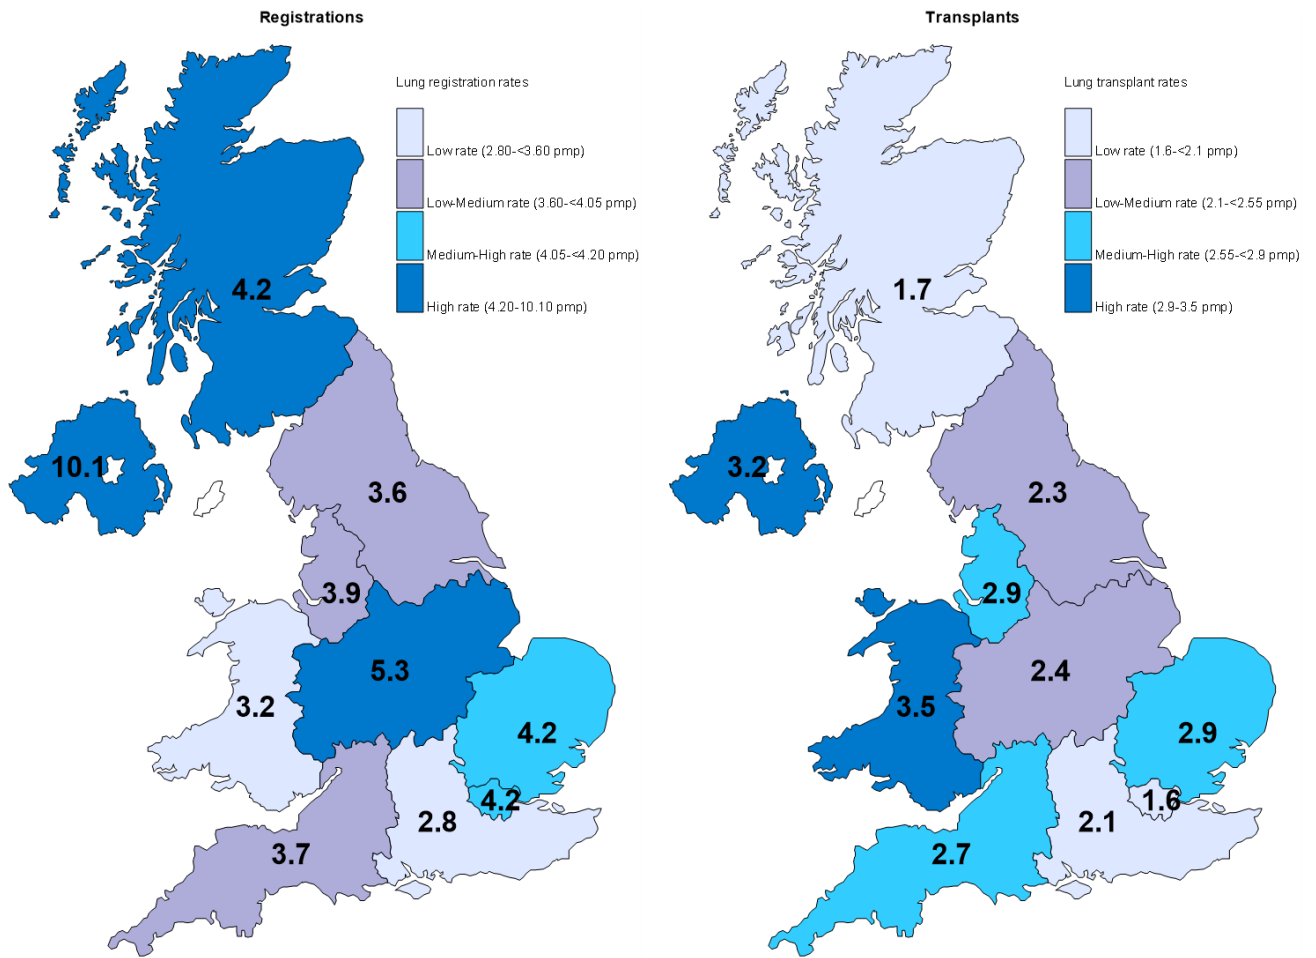 Registrations
Lung registration rates
Low rate (2.80-<3.60 pmp)
Low-Medium rate (3.60-<4.05 pmp)
Medium-High rate (4.05-<4.20 pmp)
High rate (4.20-10.10 pmp)
4.2
10.1
3.6
3.9
5.3
3.2
4.2
4.2
2.8
3.7
Transplants
Lung transplant rates
Low rate (1.6-<2.1 pmp)
Low-Medium rate (2.1-<2.55 pmp)
Medium-High rate (2.55-<2.9 pmp)
High rate (2.9-3.5 pmp)
1.7
3.2
2.3
2.9
2.4
3.5
2.9
1.6
2.1
2.7